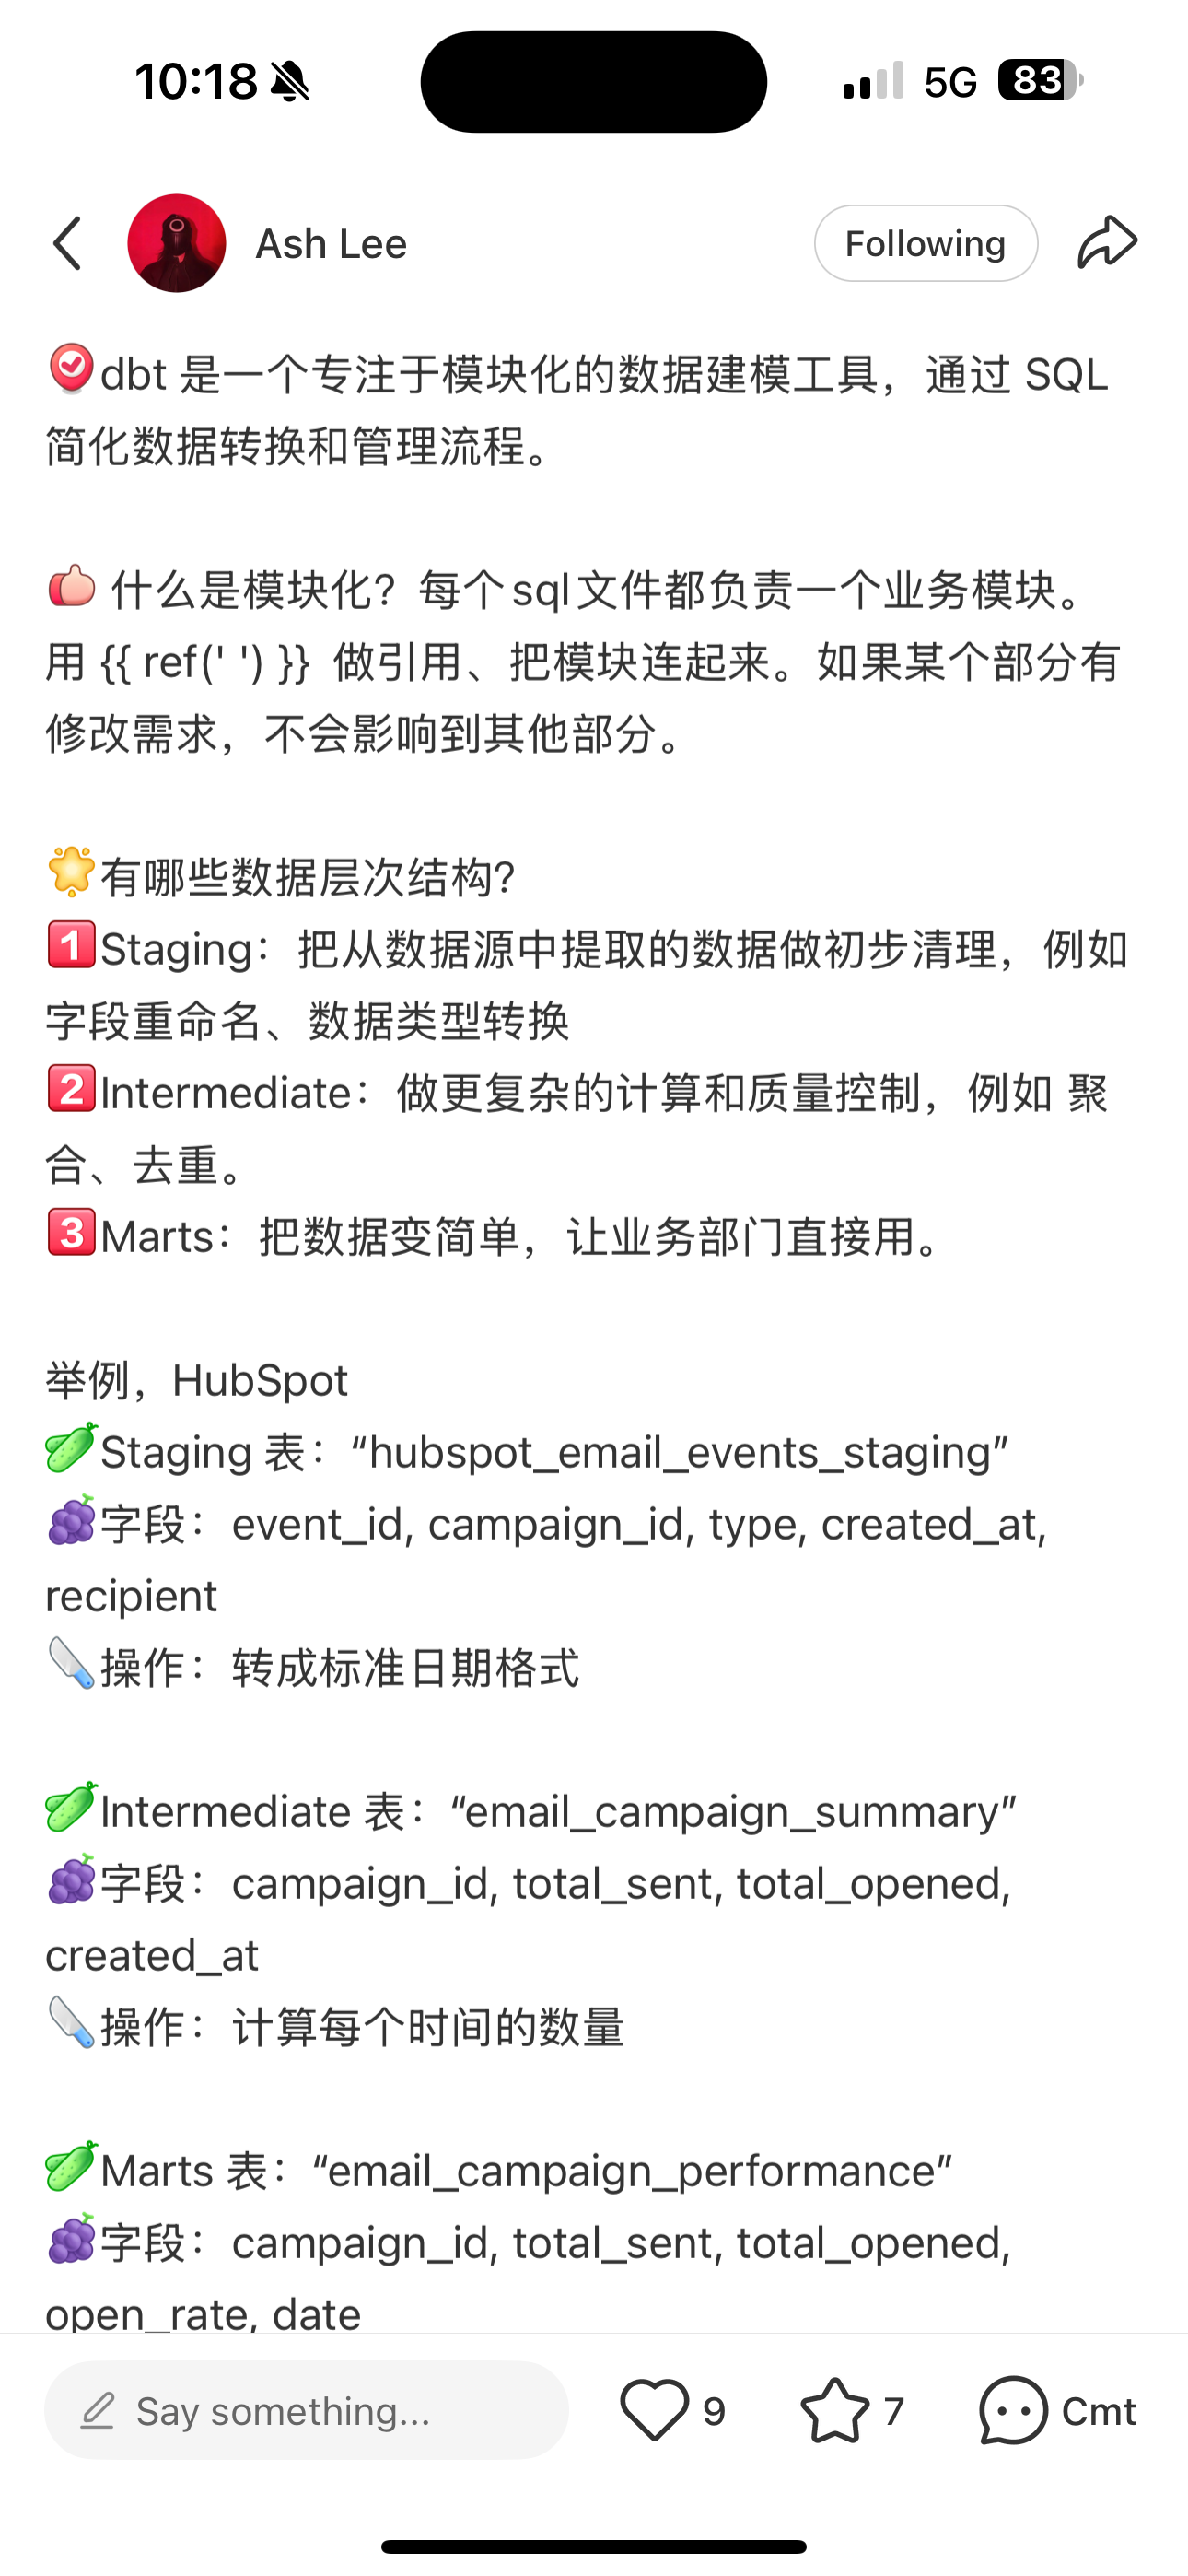 10:18
5G
83
Ash Lee
Following
dbt 是一个专注于模块化的数据建模工具，通过 SQL
简化数据转换和管理流程。
什么是模块化？每个sql文件都负责一个业务模块。
用 {{ ref(' ') }} 做引用、把模块连起来。如果某个部分有
修改需求，不会影响到其他部分。
有哪些数据层次结构?
1Staging：把从数据源中提取的数据做初步清理，例如
字段重命名、数据类型转换
2Intermediate：做更复杂的计算和质量控制，例如 聚
合、去重。
3Marts：把数据变简单，让业务部门直接用。
举例，HubSpot
Staging 表：“hubspot_email_events_staging”
字段：event_id, campaign_id, type, created_at,
recipient
操作：转成标准日期格式
Intermediate 表：“email_campaign_summary”
字段：campaign_id, total_sent, total_opened,
created_at
操作：计算每个时间的数量
Marts 表：“email_campaign_performance”
字段：campaign_id, total_sent, total_opened,
open_rate, date
Say something...
9
7
Cmt